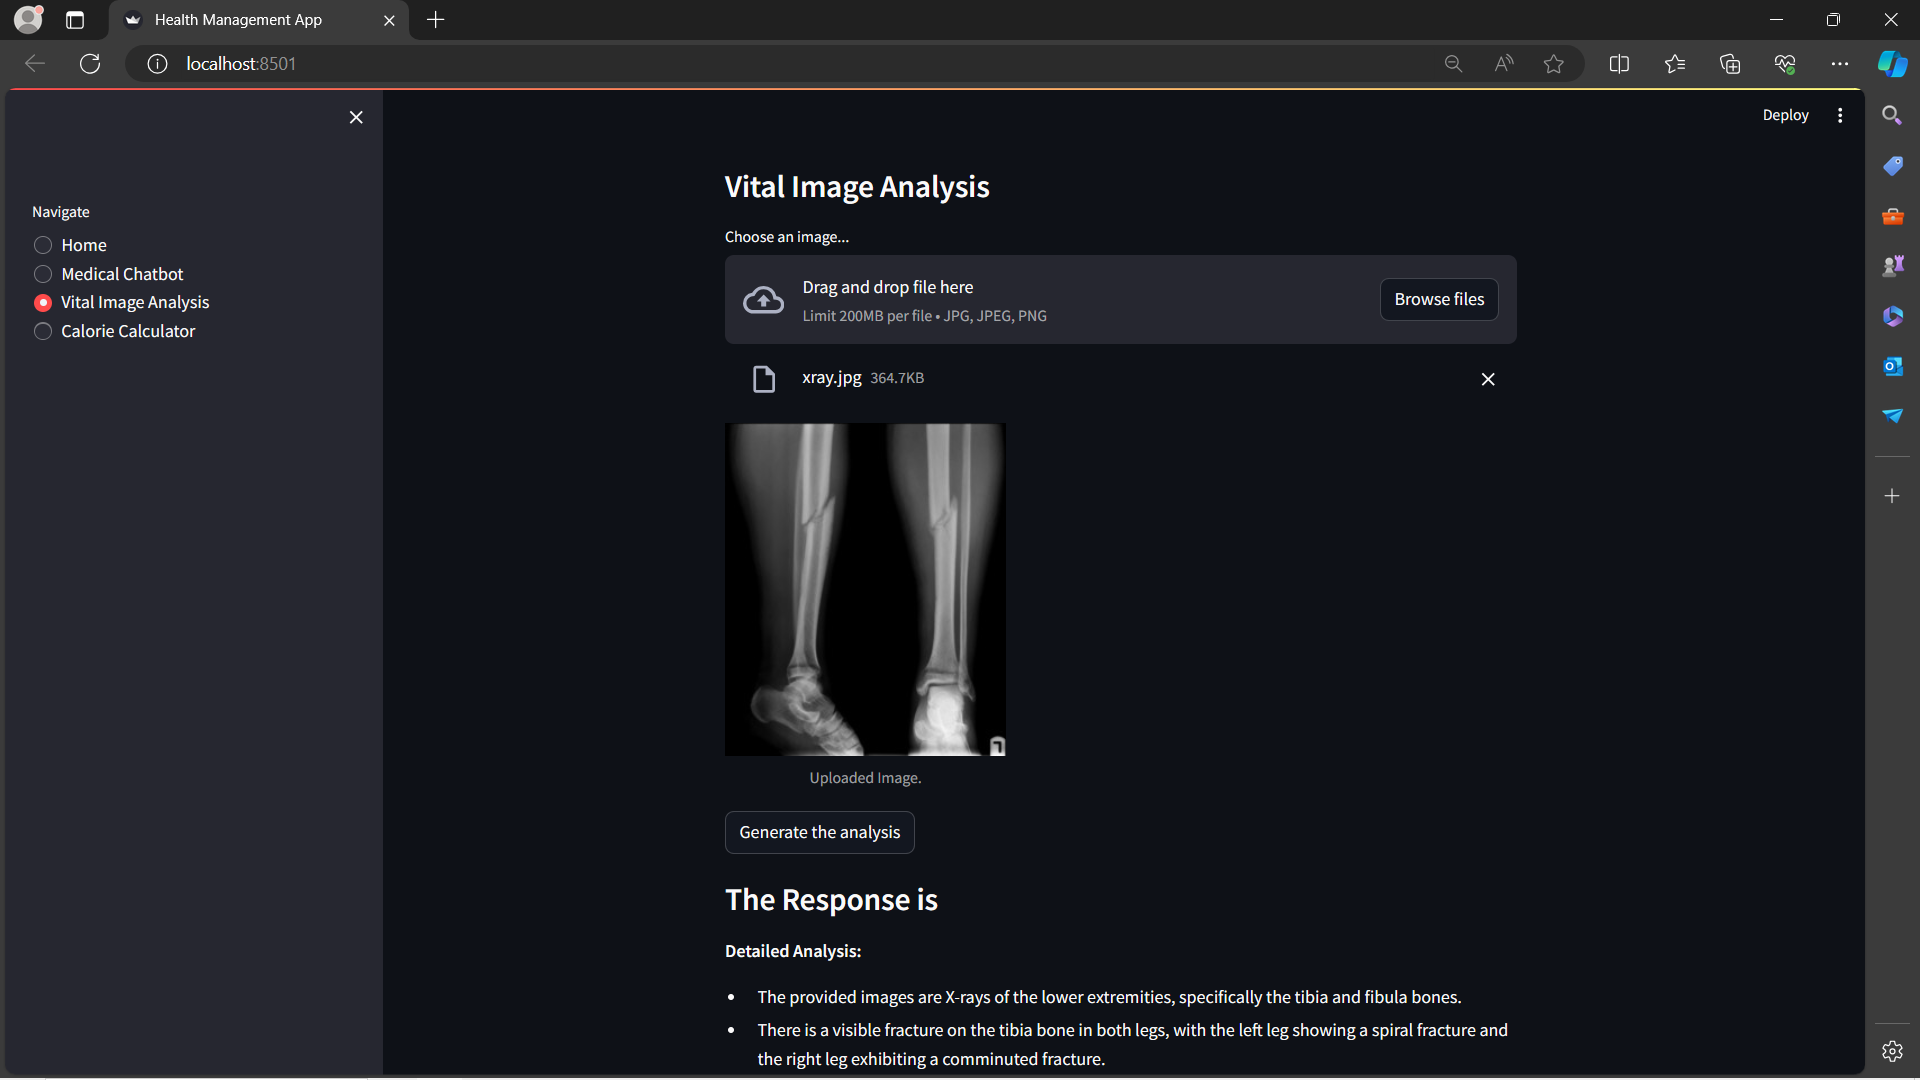 Health Management App
localhost:8501
Deploy
Navigate
Home
Medical Chatbot
Vital Image Analysis
Calorie Calculator
Vital Image Analysis
Choose an image...
Drag and drop file here
Limit 200MB per file • JPG, JPEG, PNG
Browse files
xray.jpg 364.7KB
Uploaded Image.
Generate the analysis
The Response is
Detailed Analysis:
• The provided images are X-rays of the lower extremities, specifically the tibia and fibula bones.
• There is a visible fracture on the tibia bone in both legs, with the left leg showing a spiral fracture and
the right leg exhibiting a comminuted fracture.